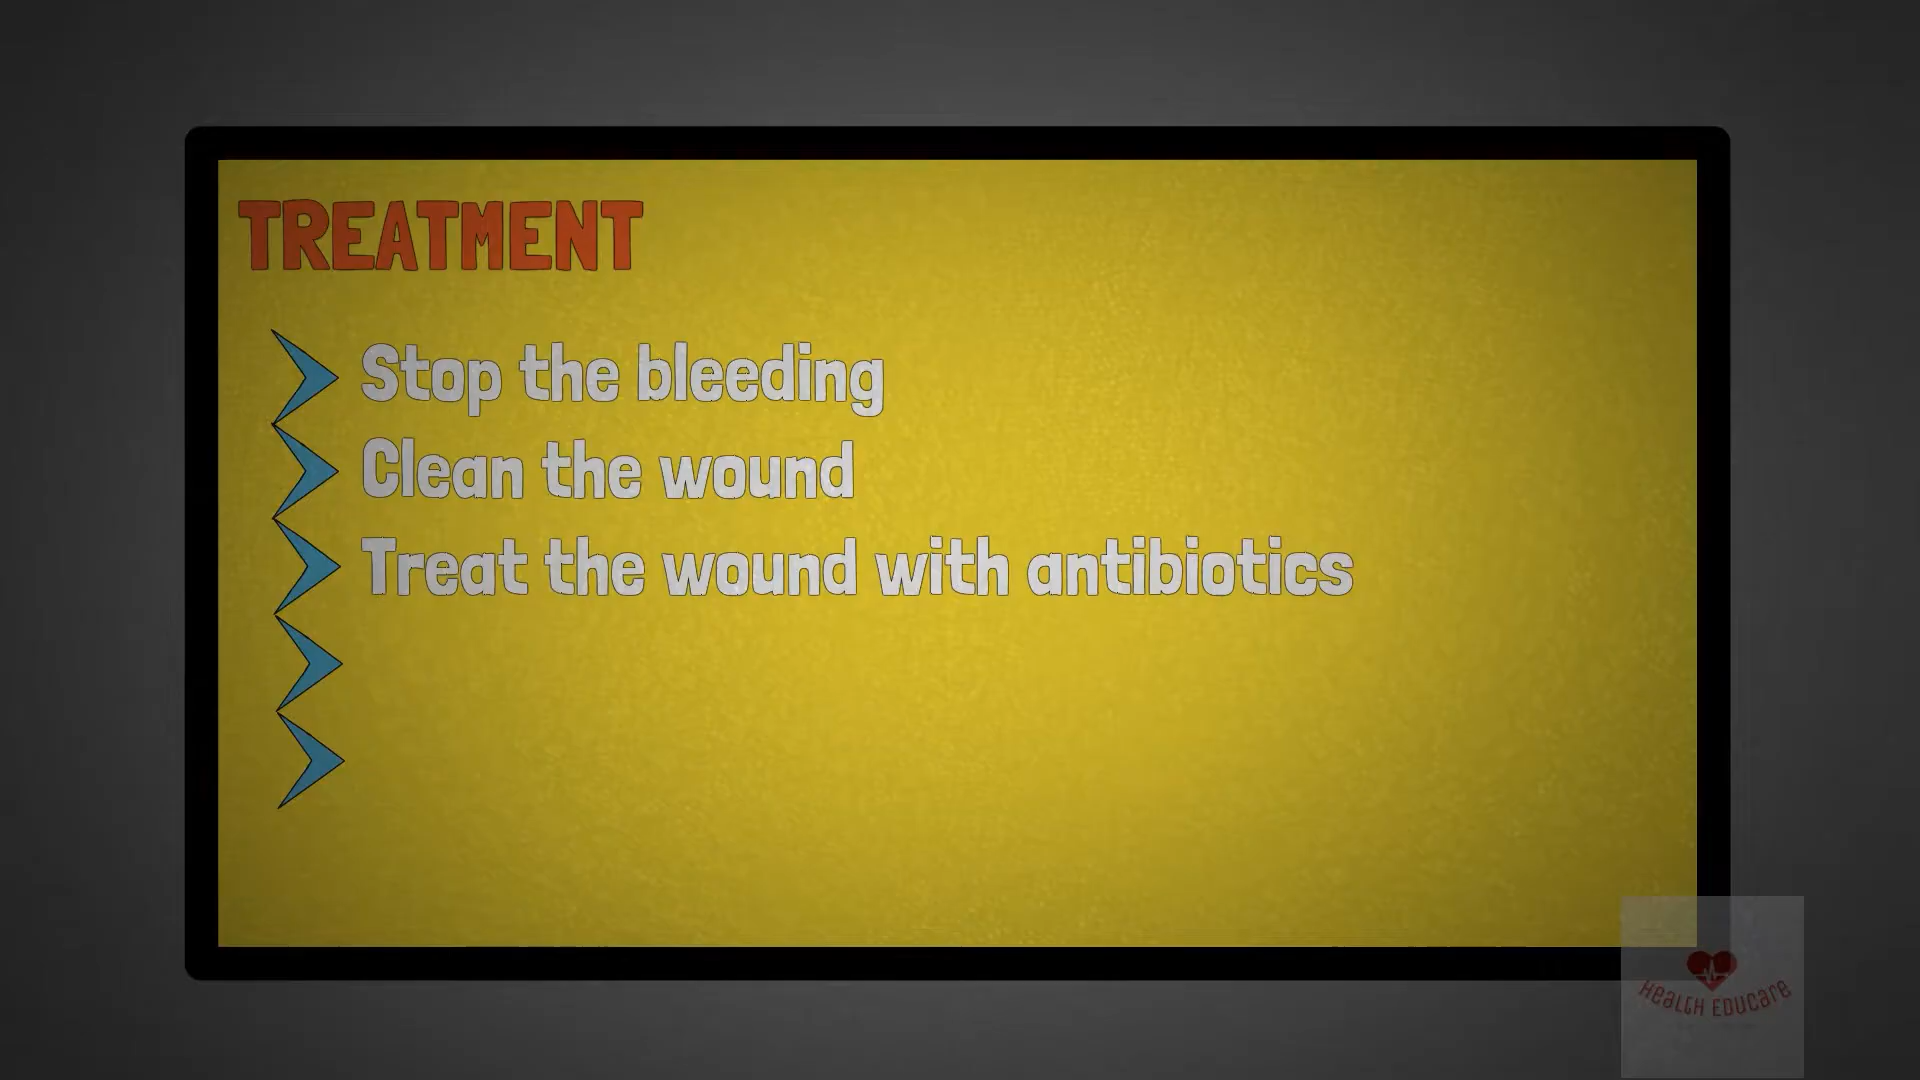 TREATMENT
Stop the bleeding
Clean the wound
Treat the wound with antibiotics
HEALTH EDUCARE